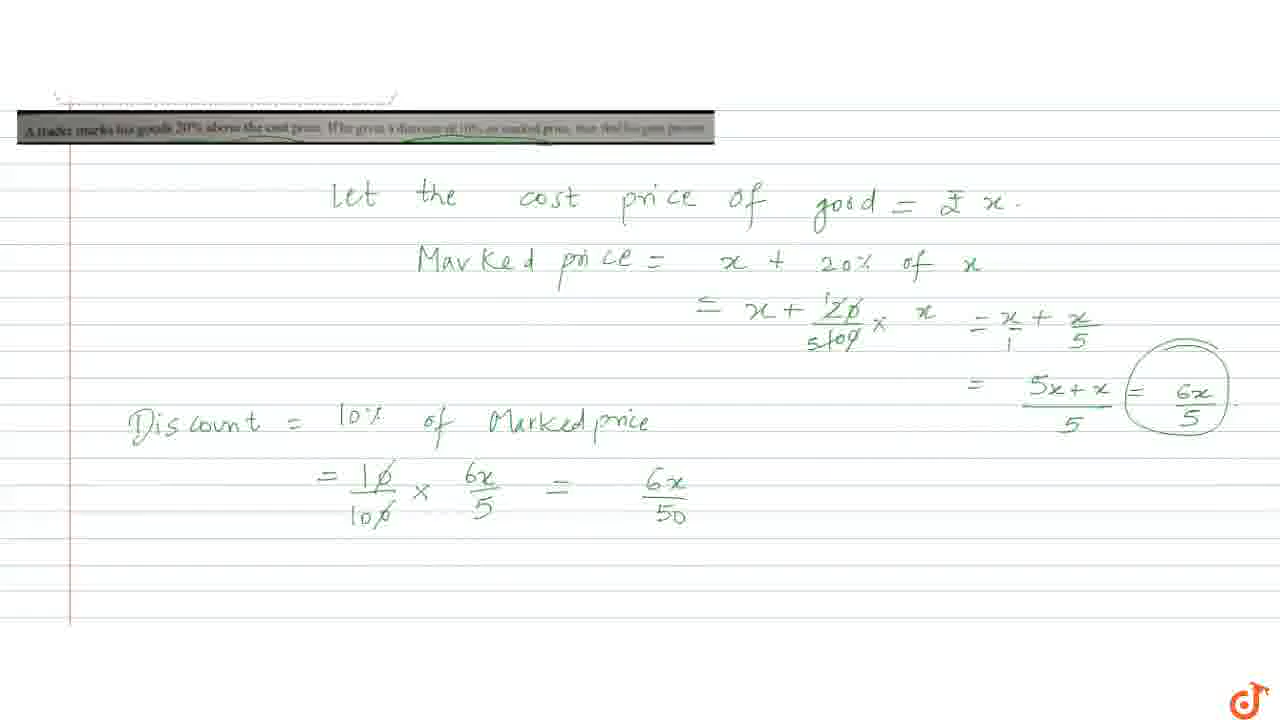 A trader marks his goods 20% above the cost price. If he gives a discount of 10% on marked price, then find his gain percent.
Let the cost price of good = ₹ x.
Marked price = x + 20% of x
= x + 20/100 × x = x/1 + x/5
= 5x + x/5 = 6x/5.
Discount = 10% of Marked price
= 10/100 × 6x/5 = 6x/50